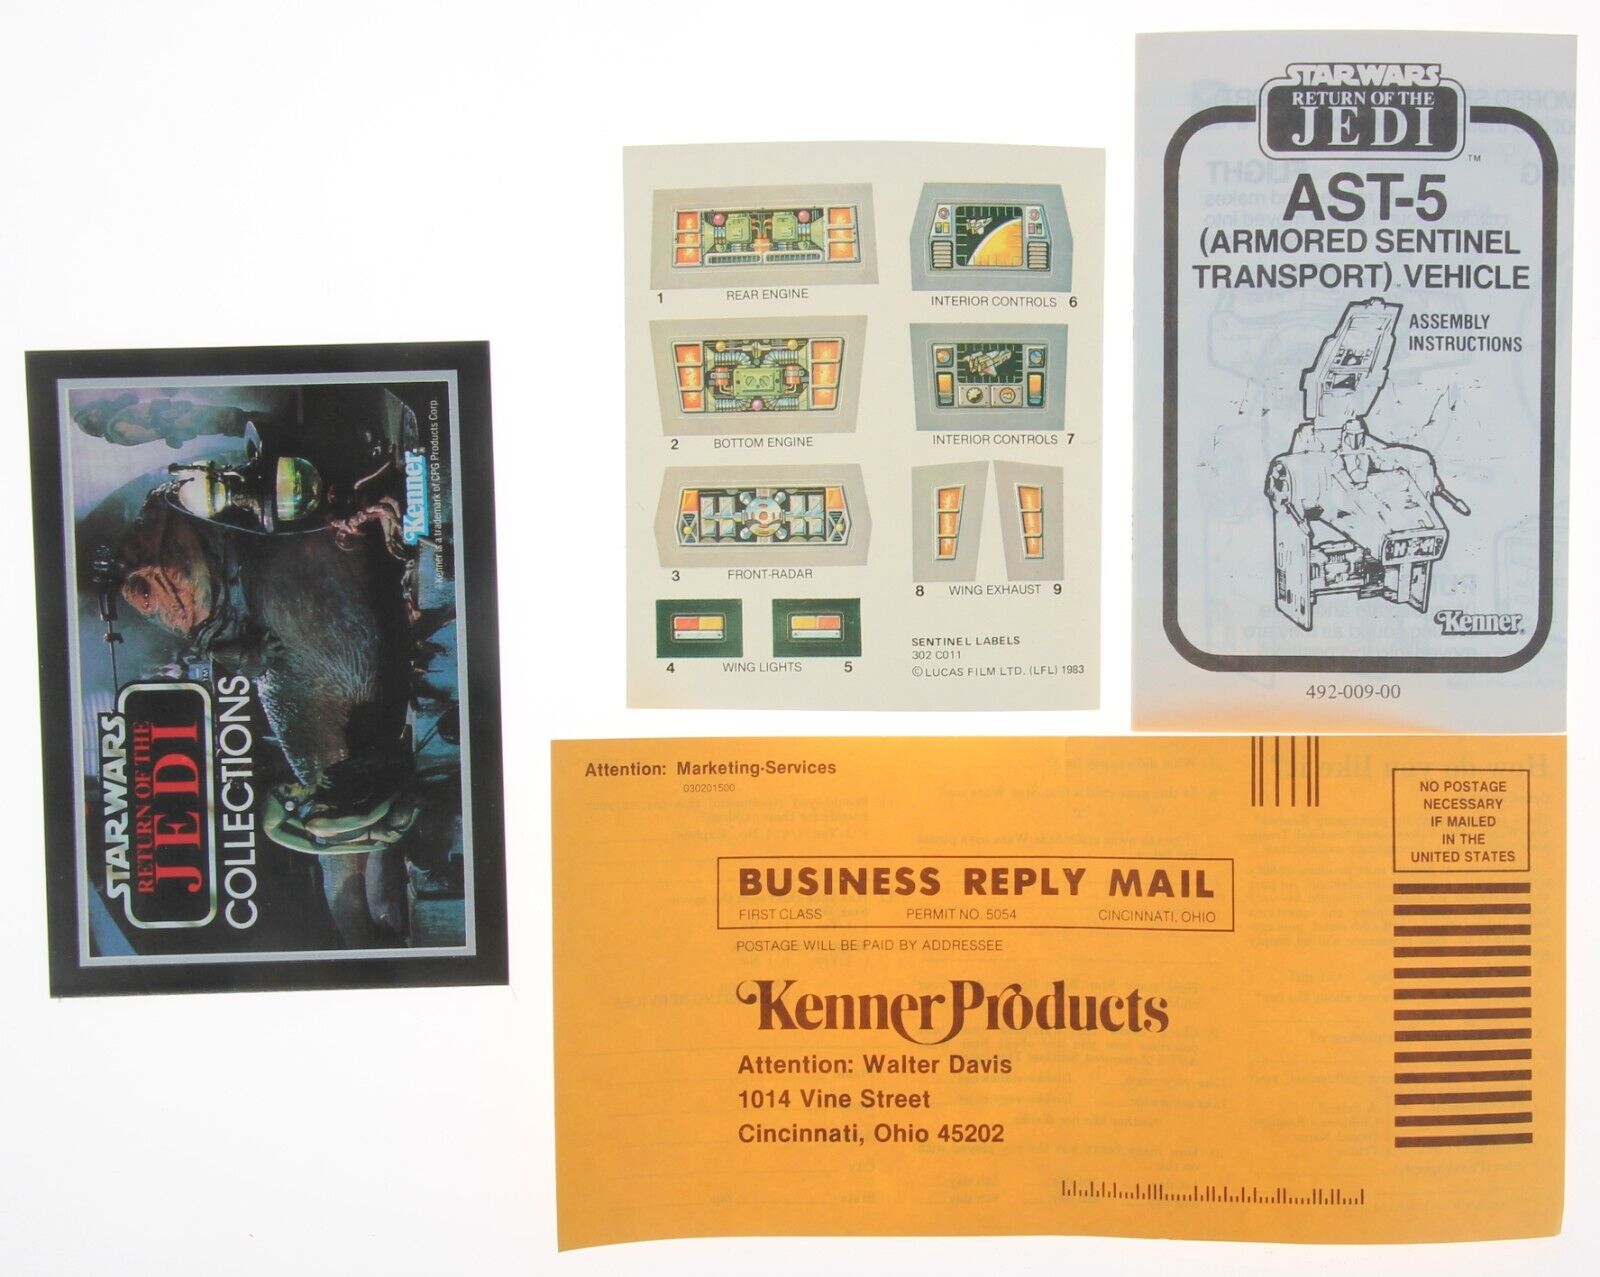 STAR WARS
RETURN OF THE
JEDI
TM
COLLECTIONS
Kenner
Kenner is a trademark of CPG Products Corp.
1 REAR ENGINE
2 BOTTOM ENGINE
3 FRONT-RADAR
4 WING LIGHTS 5
INTERIOR CONTROLS 6
INTERIOR CONTROLS 7
8 WING EXHAUST 9
SENTINEL LABELS
302 C011
© LUCAS FILM LTD. (LFL) 1983
STAR WARS
RETURN OF THE
JEDI
TM
AST-5
(ARMORED SENTINEL
TRANSPORT) VEHICLE
ASSEMBLY
INSTRUCTIONS
Kenner
492-009-00
Attention: Marketing-Services
030201500
NO POSTAGE
NECESSARY
IF MAILED
IN THE
UNITED STATES
BUSINESS REPLY MAIL
FIRST CLASS PERMIT NO. 5054 CINCINNATI, OHIO
POSTAGE WILL BE PAID BY ADDRESSEE
Kenner Products
Attention: Walter Davis
1014 Vine Street
Cincinnati, Ohio 45202